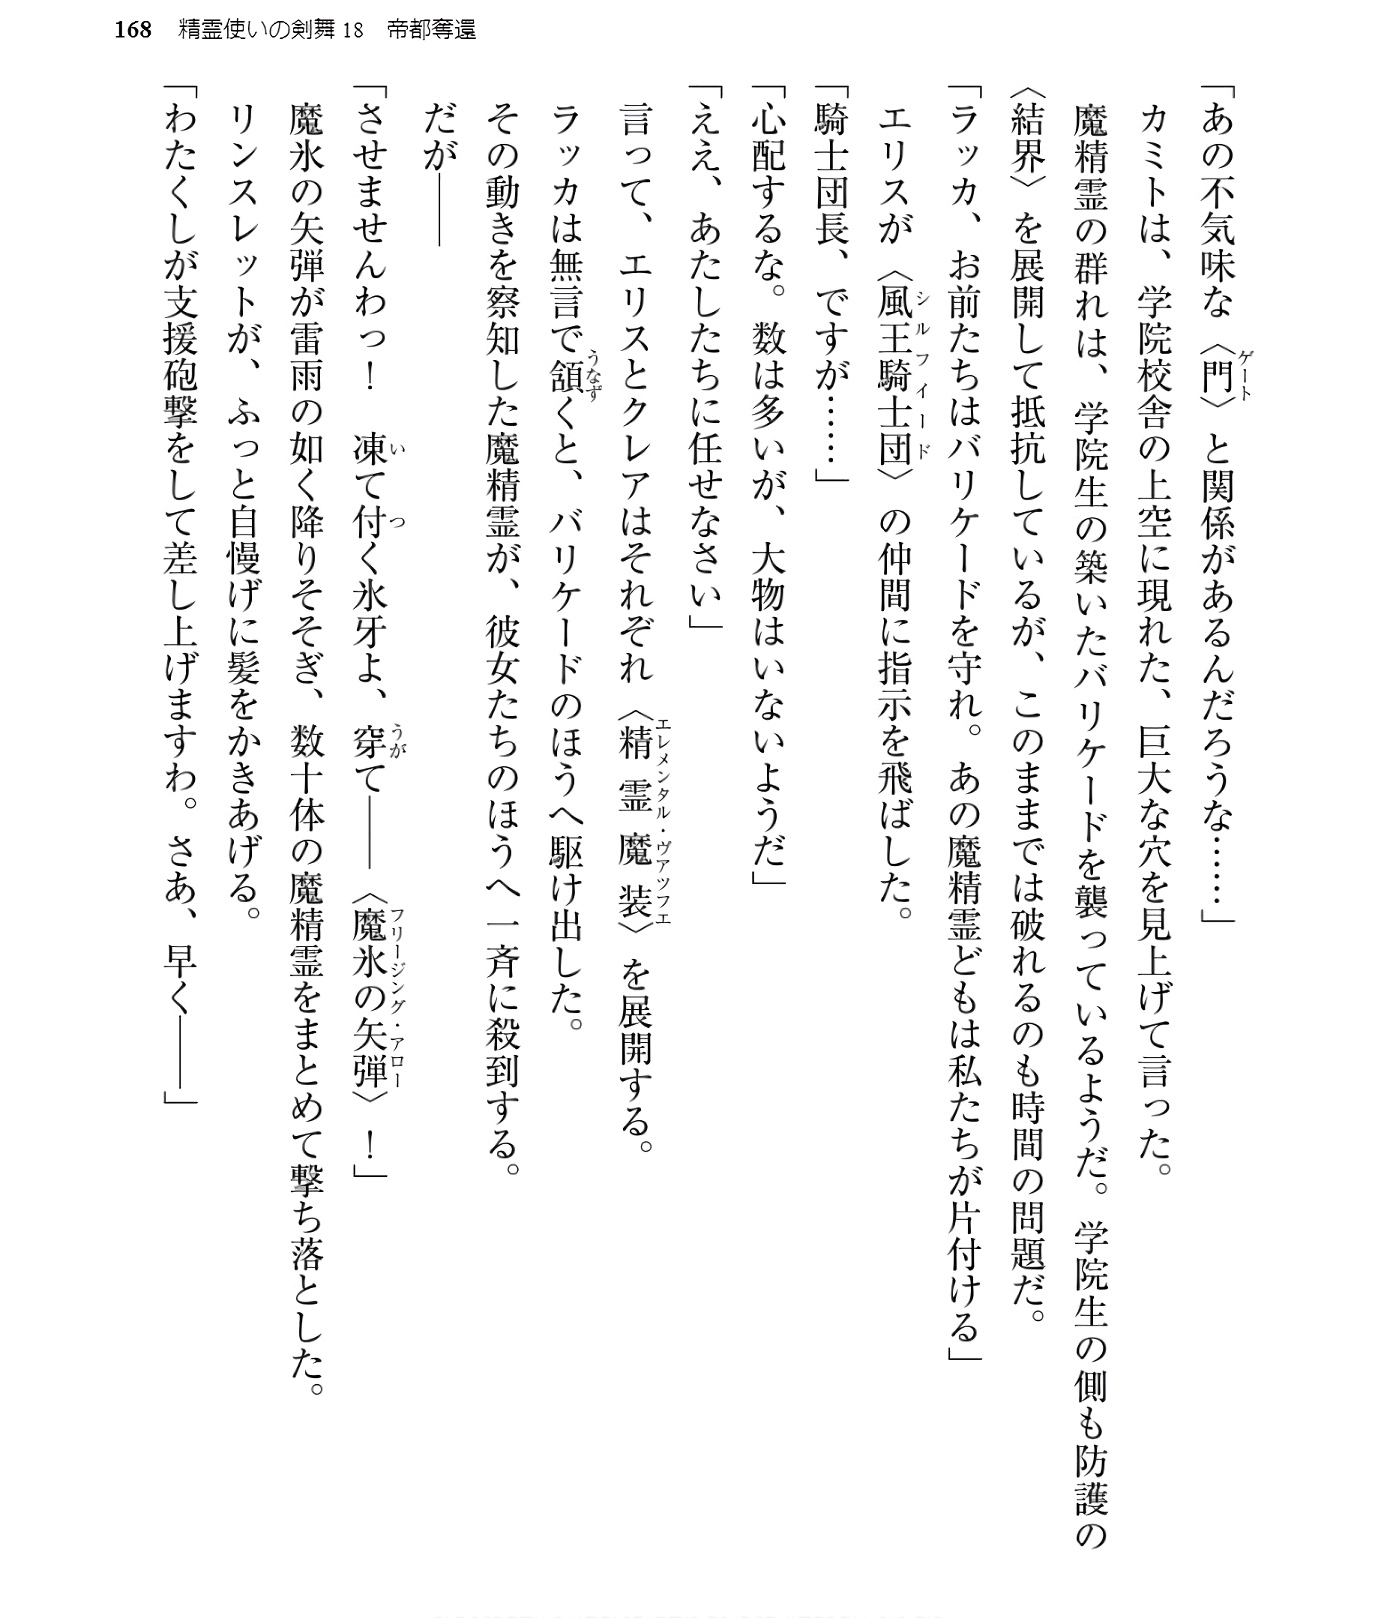 168　精霊使いの剣舞 18　帝都奪還
「あの不気味な〈門〉と関係があるんだろうな……」
ゲート
カミトは、学院校舎の上空に現れた、巨大な穴を見上げて言った。
魔精霊の群れは、学院生の築いたバリケードを襲っているようだ。学院生の側も防護の
〈結界〉を展開して抵抗しているが、このままでは破れるのも時間の問題だ。
「ラッカ、お前たちはバリケードを守れ。あの魔精霊どもは私たちが片付ける」
エリスが〈風王騎士団〉の仲間に指示を飛ばした。
シルフィード
「騎士団長、ですが……」
「心配するな。数は多いが、大物はいないようだ」
「ええ、あたしたちに任せなさい」
言って、エリスとクレアはそれぞれ〈精霊魔装〉を展開する。
エレメンタル・ヴァッフェ
ラッカは無言で頷くと、バリケードのほうへ駆け出した。
うなず
その動きを察知した魔精霊が、彼女たちのほうへ一斉に殺到する。
だが――
「させませんわっ！　凍て付く氷牙よ、穿て――〈魔氷の矢弾〉！」
い　つ　うが　フリージング・アロー
魔氷の矢弾が雷雨の如く降りそそぎ、数十体の魔精霊をまとめて撃ち落とした。
リンスレットが、ふっと自慢げに髪をかきあげる。
「わたくしが支援砲撃をして差し上げますわ。さあ、早く――」